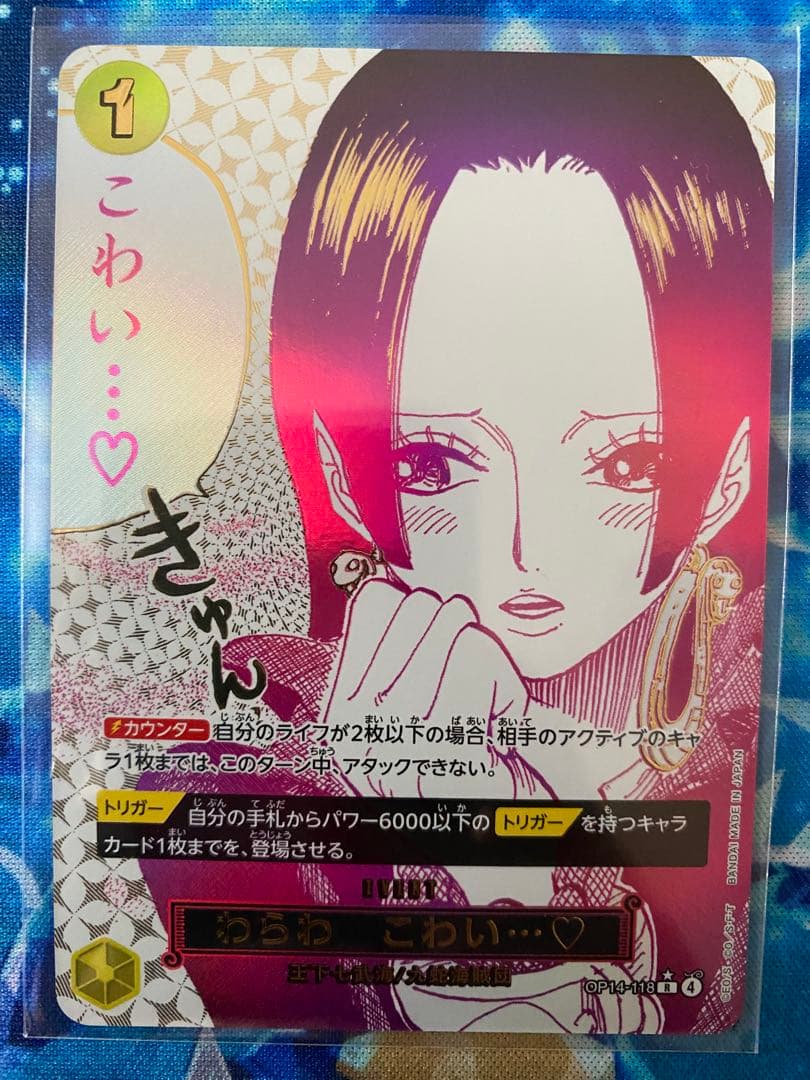 1
こわい…♡
きゅん
カウンター 自分のライフが2枚以下の場合、相手のアクティブのキャ
ラ1枚までは、このターン中、アタックできない。
トリガー 自分の手札からパワー6000以下の トリガー を持つキャラ
カード1枚までを、登場させる。
EVENT
わらわ こわい…♡
王下七武海/九蛇海賊団
OP14-118 R 4
©E.O./S. CO., S.・F・T BANDAI MADE IN JAPAN